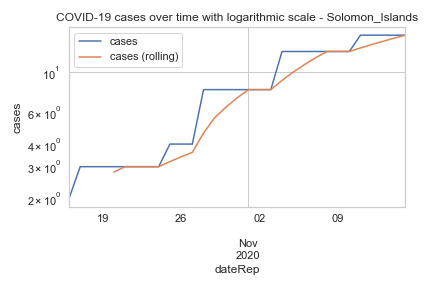 COVID-19 cases over time with logarithmic scale - Solomon_Islands
cases
cases (rolling)
cases
10¹
6 × 10⁰
4 × 10⁰
3 × 10⁰
2 × 10⁰
19 26 02 09
Nov
2020
dateRep